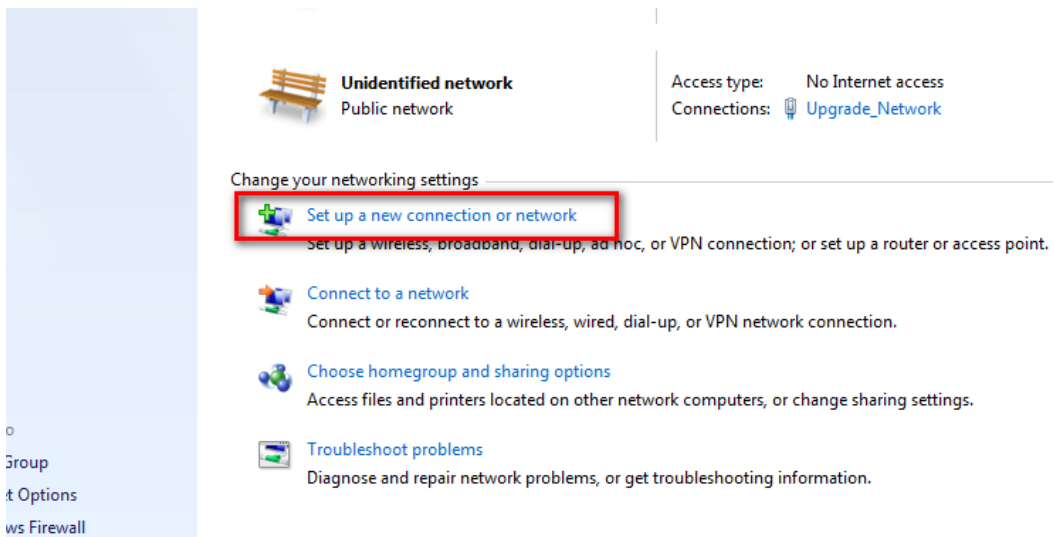 Unidentified network
Public network
Access type: No Internet access
Connections: Upgrade_Network
Change your networking settings
Set up a new connection or network
Set up a wireless, broadband, dial-up, ad hoc, or VPN connection; or set up a router or access point.
Connect to a network
Connect or reconnect to a wireless, wired, dial-up, or VPN network connection.
Choose homegroup and sharing options
Access files and printers located on other network computers, or change sharing settings.
Troubleshoot problems
Diagnose and repair network problems, or get troubleshooting information.
o
Group
et Options
ws Firewall